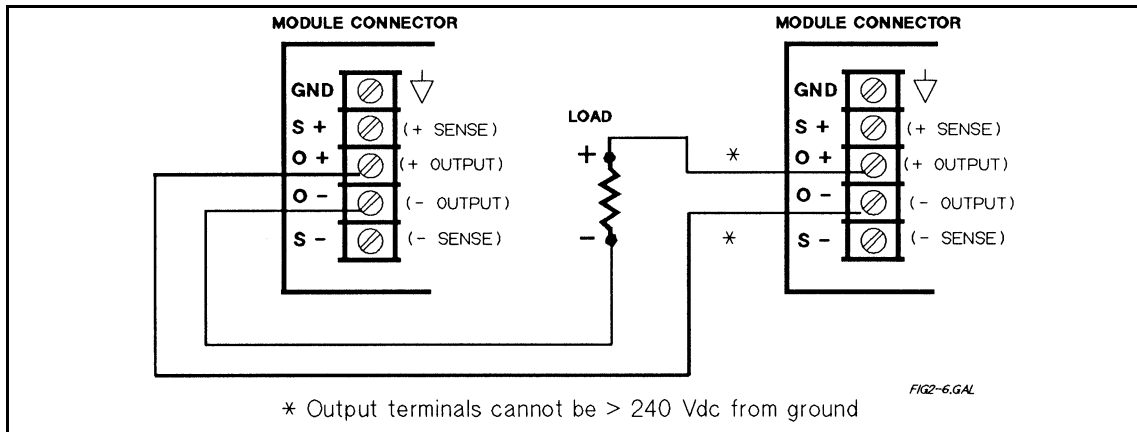 MODULE CONNECTOR
GND
S +
(+ SENSE)
O +
(+ OUTPUT)
O -
(- OUTPUT)
S -
(- SENSE)
LOAD
+
-
*
*
MODULE CONNECTOR
GND
S +
(+ SENSE)
O +
(+ OUTPUT)
O -
(- OUTPUT)
S -
(- SENSE)
FIG2-6.GAL
* Output terminals cannot be > 240 Vdc from ground